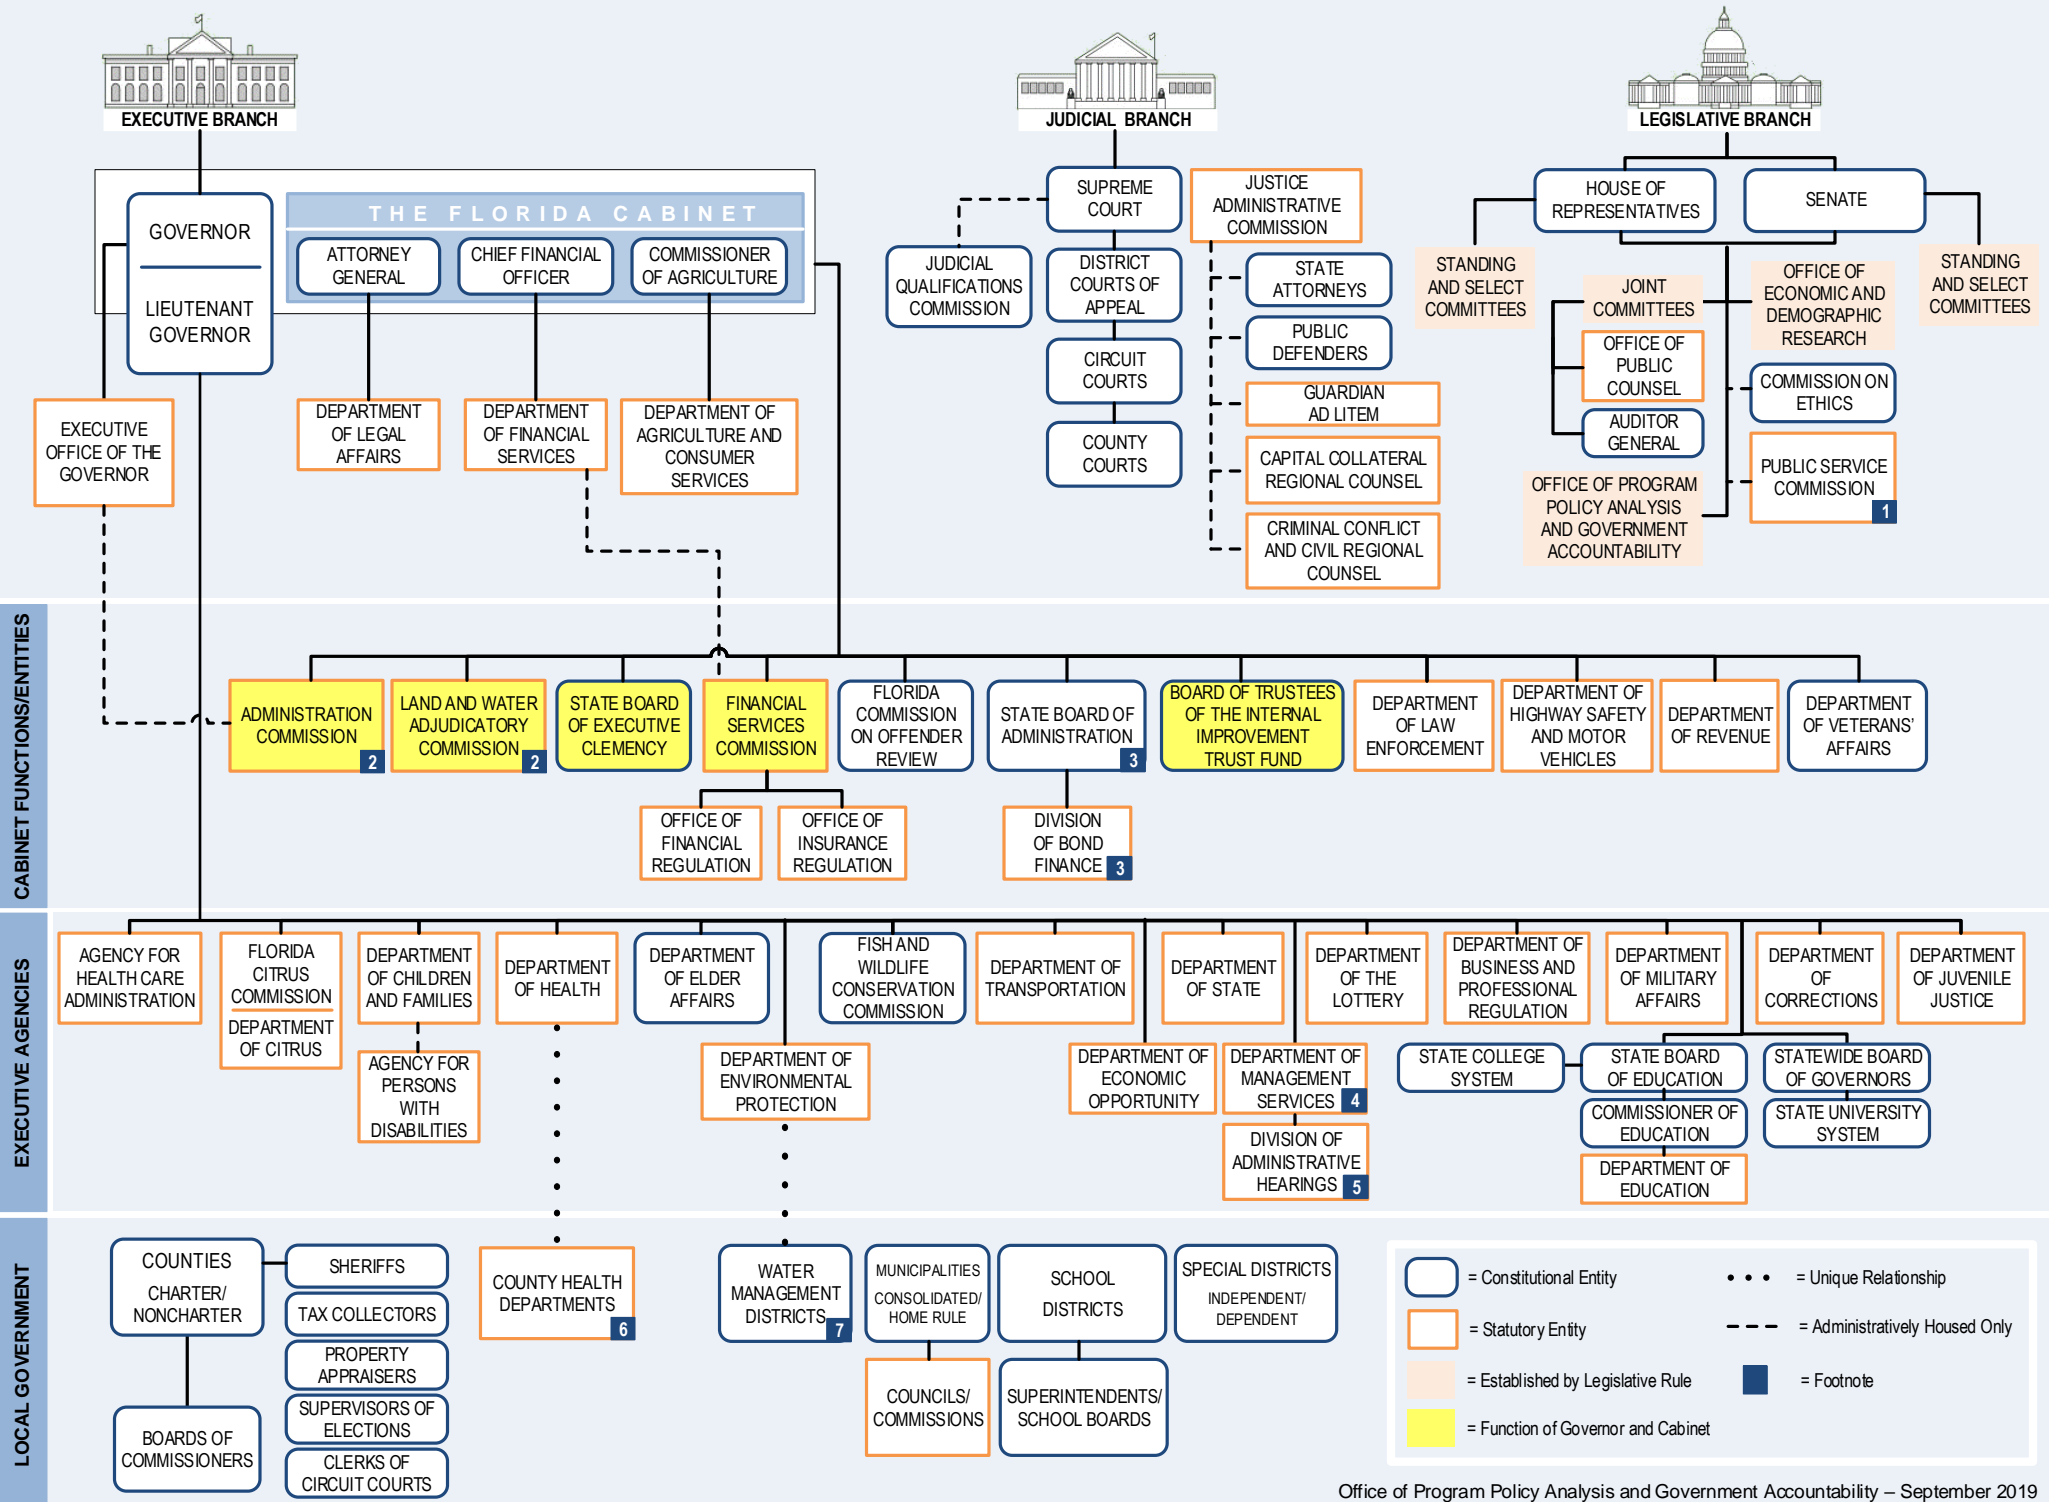 EXECUTIVE BRANCH
JUDICIAL BRANCH
LEGISLATIVE BRANCH
GOVERNOR
LIEUTENANT
GOVERNOR
THE FLORIDA CABINET
ATTORNEY
GENERAL
CHIEF FINANCIAL
OFFICER
COMMISSIONER
OF AGRICULTURE
EXECUTIVE
OFFICE OF THE
GOVERNOR
DEPARTMENT
OF LEGAL
AFFAIRS
DEPARTMENT
OF FINANCIAL
SERVICES
DEPARTMENT OF
AGRICULTURE AND
CONSUMER
SERVICES
SUPREME
COURT
JUDICIAL
QUALIFICATIONS
COMMISSION
DISTRICT
COURTS OF
APPEAL
CIRCUIT
COURTS
COUNTY
COURTS
JUSTICE
ADMINISTRATIVE
COMMISSION
STATE
ATTORNEYS
PUBLIC
DEFENDERS
GUARDIAN
AD LITEM
CAPITAL COLLATERAL
REGIONAL COUNSEL
CRIMINAL CONFLICT
AND CIVIL REGIONAL
COUNSEL
HOUSE OF
REPRESENTATIVES
SENATE
STANDING
AND SELECT
COMMITTEES
JOINT
COMMITTEES
OFFICE OF
PUBLIC
COUNSEL
AUDITOR
GENERAL
OFFICE OF PROGRAM
POLICY ANALYSIS
AND GOVERNMENT
ACCOUNTABILITY
OFFICE OF
ECONOMIC AND
DEMOGRAPHIC
RESEARCH
COMMISSION ON
ETHICS
PUBLIC SERVICE
COMMISSION
1
STANDING
AND SELECT
COMMITTEES
CABINET FUNCTIONS/ENTITIES
ADMINISTRATION
COMMISSION
2
LAND AND WATER
ADJUDICATORY
COMMISSION
2
STATE BOARD
OF EXECUTIVE
CLEMENCY
FINANCIAL
SERVICES
COMMISSION
FLORIDA
COMMISSION
ON OFFENDER
REVIEW
STATE BOARD OF
ADMINISTRATION
3
BOARD OF TRUSTEES
OF THE INTERNAL
IMPROVEMENT
TRUST FUND
DEPARTMENT
OF LAW
ENFORCEMENT
DEPARTMENT OF
HIGHWAY SAFETY
AND MOTOR
VEHICLES
DEPARTMENT
OF REVENUE
DEPARTMENT
OF VETERANS'
AFFAIRS
OFFICE OF
FINANCIAL
REGULATION
OFFICE OF
INSURANCE
REGULATION
DIVISION
OF BOND
FINANCE
3
EXECUTIVE AGENCIES
AGENCY FOR
HEALTH CARE
ADMINISTRATION
FLORIDA
CITRUS
COMMISSION
DEPARTMENT
OF CITRUS
DEPARTMENT
OF CHILDREN
AND FAMILIES
AGENCY FOR
PERSONS
WITH
DISABILITIES
DEPARTMENT
OF HEALTH
DEPARTMENT
OF ELDER
AFFAIRS
DEPARTMENT OF
ENVIRONMENTAL
PROTECTION
FISH AND
WILDLIFE
CONSERVATION
COMMISSION
DEPARTMENT OF
TRANSPORTATION
DEPARTMENT OF
ECONOMIC
OPPORTUNITY
DEPARTMENT
OF STATE
DEPARTMENT OF
MANAGEMENT
SERVICES
4
DIVISION OF
ADMINISTRATIVE
HEARINGS
5
DEPARTMENT
OF THE
LOTTERY
DEPARTMENT OF
BUSINESS AND
PROFESSIONAL
REGULATION
DEPARTMENT
OF MILITARY
AFFAIRS
DEPARTMENT
OF
CORRECTIONS
DEPARTMENT
OF JUVENILE
JUSTICE
STATE COLLEGE
SYSTEM
STATE BOARD
OF EDUCATION
COMMISSIONER OF
EDUCATION
DEPARTMENT OF
EDUCATION
STATEWIDE BOARD
OF GOVERNORS
STATE UNIVERSITY
SYSTEM
LOCAL GOVERNMENT
COUNTIES
CHARTER/
NONCHARTER
BOARDS OF
COMMISSIONERS
SHERIFFS
TAX COLLECTORS
PROPERTY
APPRAISERS
SUPERVISORS OF
ELECTIONS
CLERKS OF
CIRCUIT COURTS
COUNTY HEALTH
DEPARTMENTS
6
WATER
MANAGEMENT
DISTRICTS
7
MUNICIPALITIES
CONSOLIDATED/
HOME RULE
COUNCILS/
COMMISSIONS
SCHOOL
DISTRICTS
SUPERINTENDENTS/
SCHOOL BOARDS
SPECIAL DISTRICTS
INDEPENDENT/
DEPENDENT
= Constitutional Entity
= Statutory Entity
= Established by Legislative Rule
= Function of Governor and Cabinet
= Unique Relationship
= Administratively Housed Only
= Footnote
Office of Program Policy Analysis and Government Accountability – September 2019